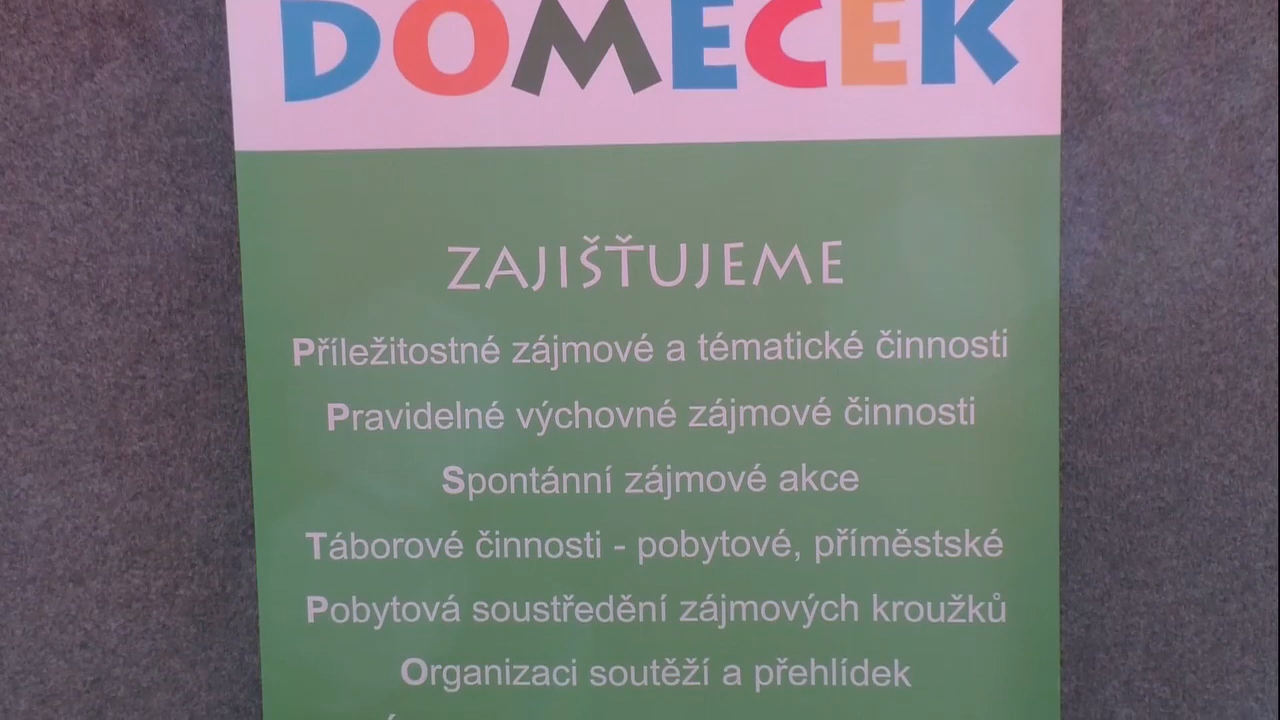 DOMEČEK
ZAJIŠŤUJEME
Příležitostné zájmové a tématické činnosti
Pravidelné výchovné zájmové činnosti
Spontánní zájmové akce
Táborové činnosti - pobytové, příměstské
Pobytová soustředění zájmových kroužků
Organizaci soutěží a přehlídek